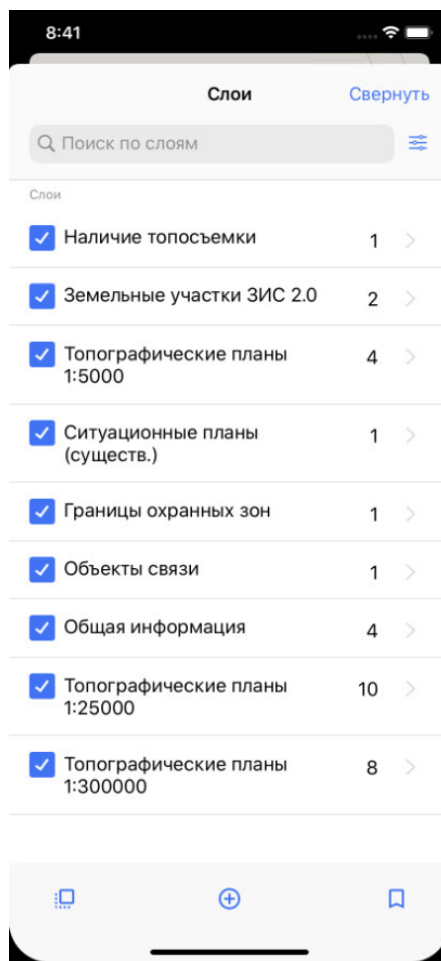 8:41
Слои
Свернуть
Поиск по слоям
Слои
Наличие топосъемки 1
Земельные участки ЗИС 2.0 2
Топографические планы 4
1:5000
Ситуационные планы 1
(существ.)
Границы охранных зон 1
Объекты связи 1
Общая информация 4
Топографические планы 10
1:25000
Топографические планы 8
1:300000